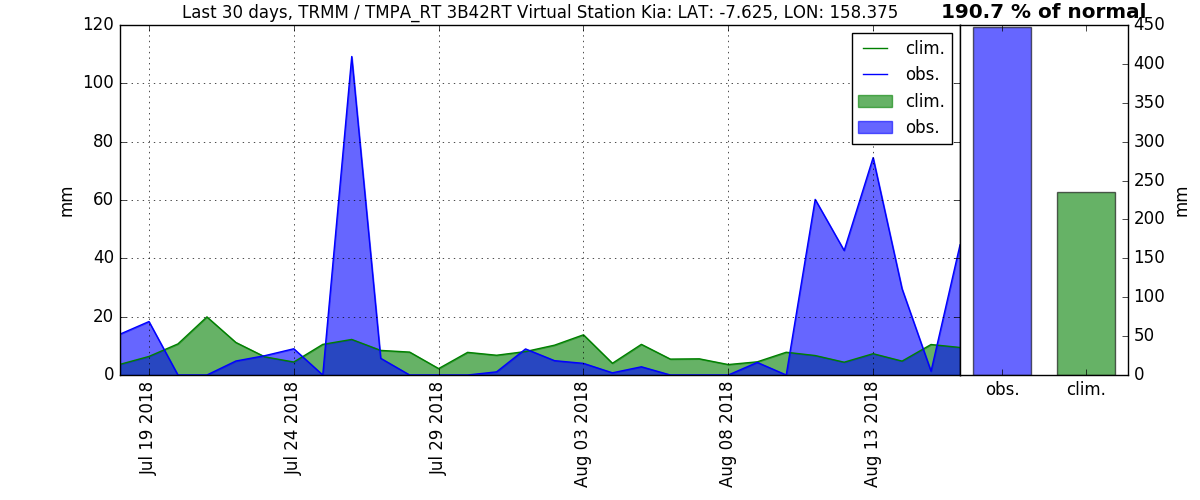 Last 30 days, TRMM / TMPA_RT 3B42RT Virtual Station Kia: LAT: -7.625, LON: 158.375
190.7 % of normal
120
100
80
60
40
20
0
mm
clim.
obs.
clim.
obs.
450
400
350
300
250
200
150
100
50
0
mm
Jul 19 2018
Jul 24 2018
Jul 29 2018
Aug 03 2018
Aug 08 2018
Aug 13 2018
obs.
clim.